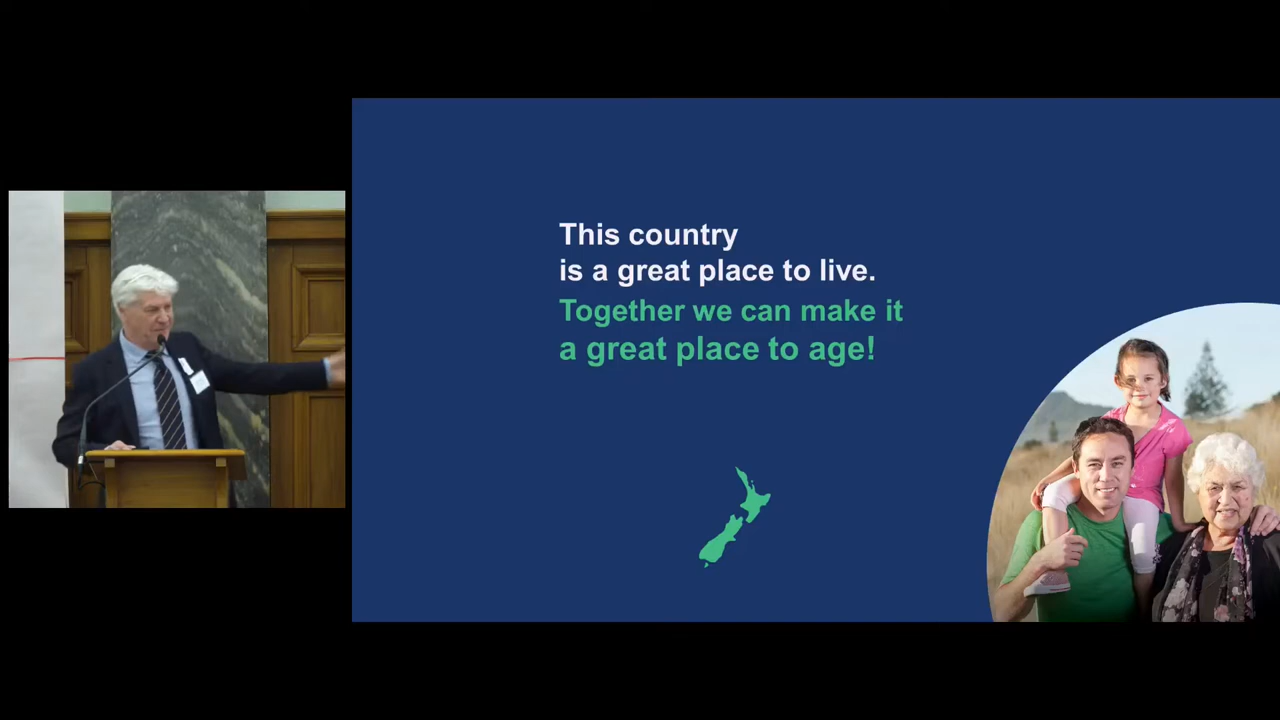 This country
is a great place to live.
Together we can make it
a great place to age!